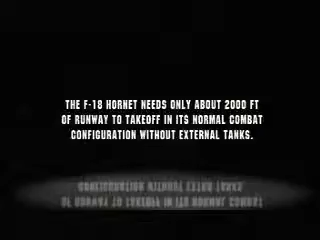 THE F-18 HORNET NEEDS ONLY ABOUT 2000 FT
OF RUNWAY TO TAKEOFF IN ITS NORMAL COMBAT
CONFIGURATION WITHOUT EXTERNAL TANKS.